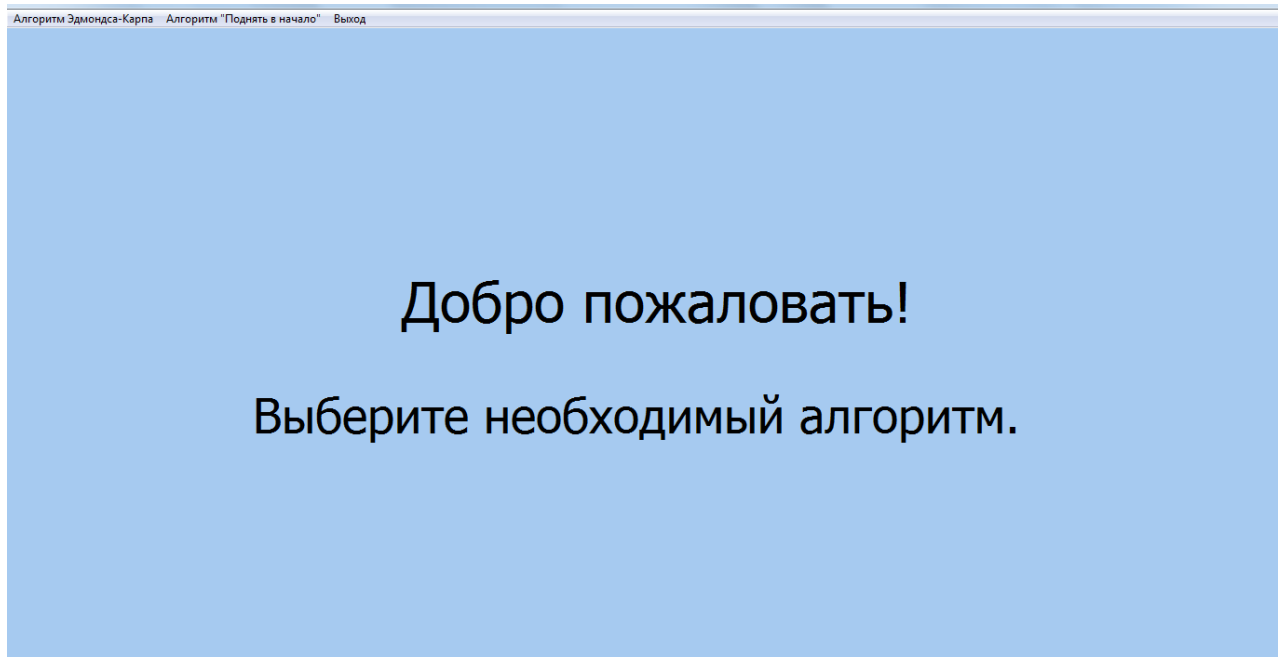 Алгоритм Эдмондса-Карпа Алгоритм "Поднять в начало" Выход
Добро пожаловать!
Выберите необходимый алгоритм.